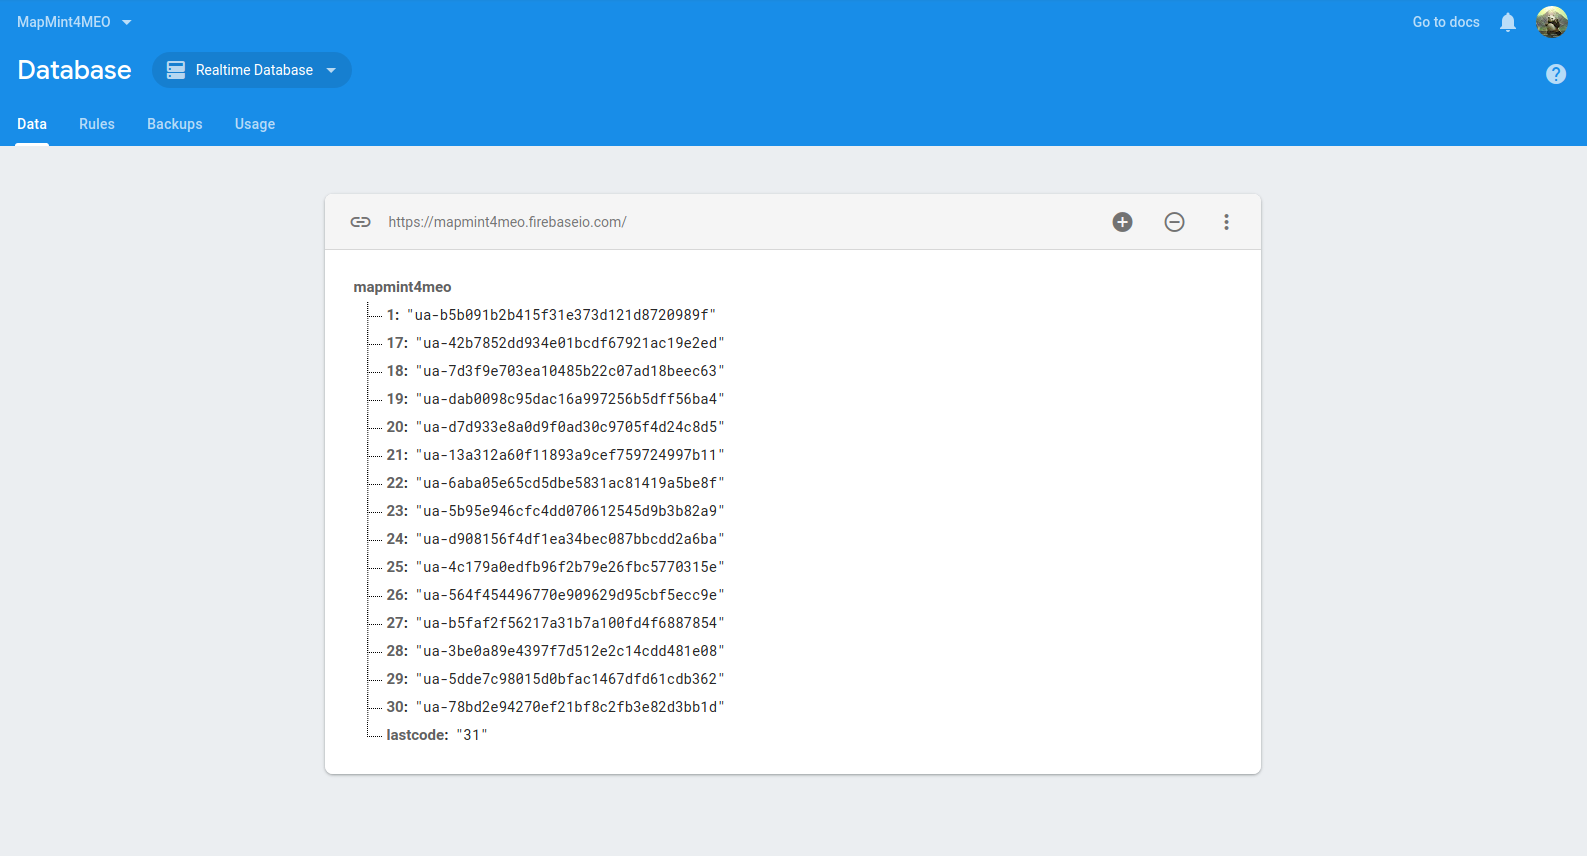 MapMint4MEO
Go to docs
Database
Realtime Database
Data Rules Backups Usage
https://mapmint4meo.firebaseio.com/
mapmint4meo
1: "ua-b5b091b2b415f31e373d121d8720989f"
17: "ua-42b7852dd934e01bcdf67921ac19e2ed"
18: "ua-7d3f9e703ea10485b22c07ad18beec63"
19: "ua-dab0098c95dac16a997256b5dff56ba4"
20: "ua-d7d933e8a0d9f0ad30c9705f4d24c8d5"
21: "ua-13a312a60f11893a9cef759724997b11"
22: "ua-6aba05e65cd5dbe5831ac81419a5be8f"
23: "ua-5b95e946cfc4dd070612545d9b3b82a9"
24: "ua-d908156f4df1ea34bec087bbcdd2a6ba"
25: "ua-4c179a0edfb96f2b79e26fbc5770315e"
26: "ua-564f454496770e909629d95cbf5ecc9e"
27: "ua-b5faf2f56217a31b7a100fd4f6887854"
28: "ua-3be0a89e4397f7d512e2c14cdd481e08"
29: "ua-5dde7c98015d0bfac1467dfd61cdb362"
30: "ua-78bd2e94270ef21bf8c2fb3e82d3bb1d"
lastcode: "31"